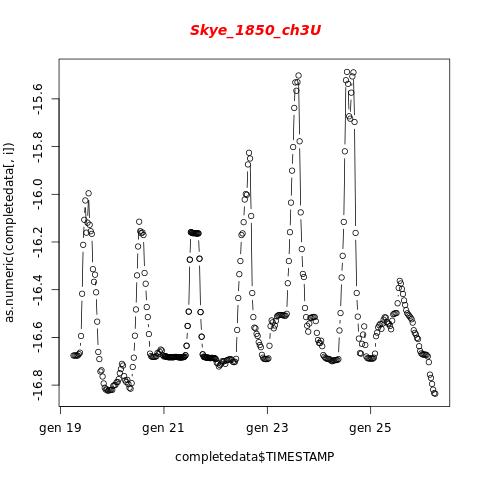 Skye_1850_ch3U
as.numeric(completedata[, i])
-15.6
-15.8
-16.0
-16.2
-16.4
-16.6
-16.8
gen 19
gen 21
gen 23
gen 25
completedata$TIMESTAMP